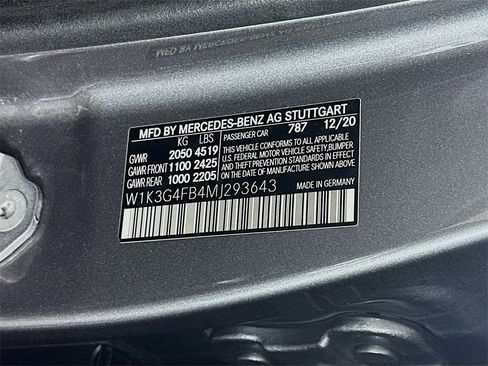 MFD BY MERCEDES-BENZ AG STUTTGART
KG LBS PASSENGER CAR 787 12/20
GVWR 2050 4519
GAWR FRONT 1100 2425
GAWR REAR 1000 2205
THIS VEHICLE CONFORMS TO ALL
APPLICABLE U.S. FEDERAL MOTOR
VEHICLE SAFETY,BUMPER
AND THEFT PREVENTION STANDARDS
IN EFFECT ON THE DATE OF
MANUFACTURE SHOWN ABOVE.
W1K3G4FB4MJ293643 MADE IN GERMANY